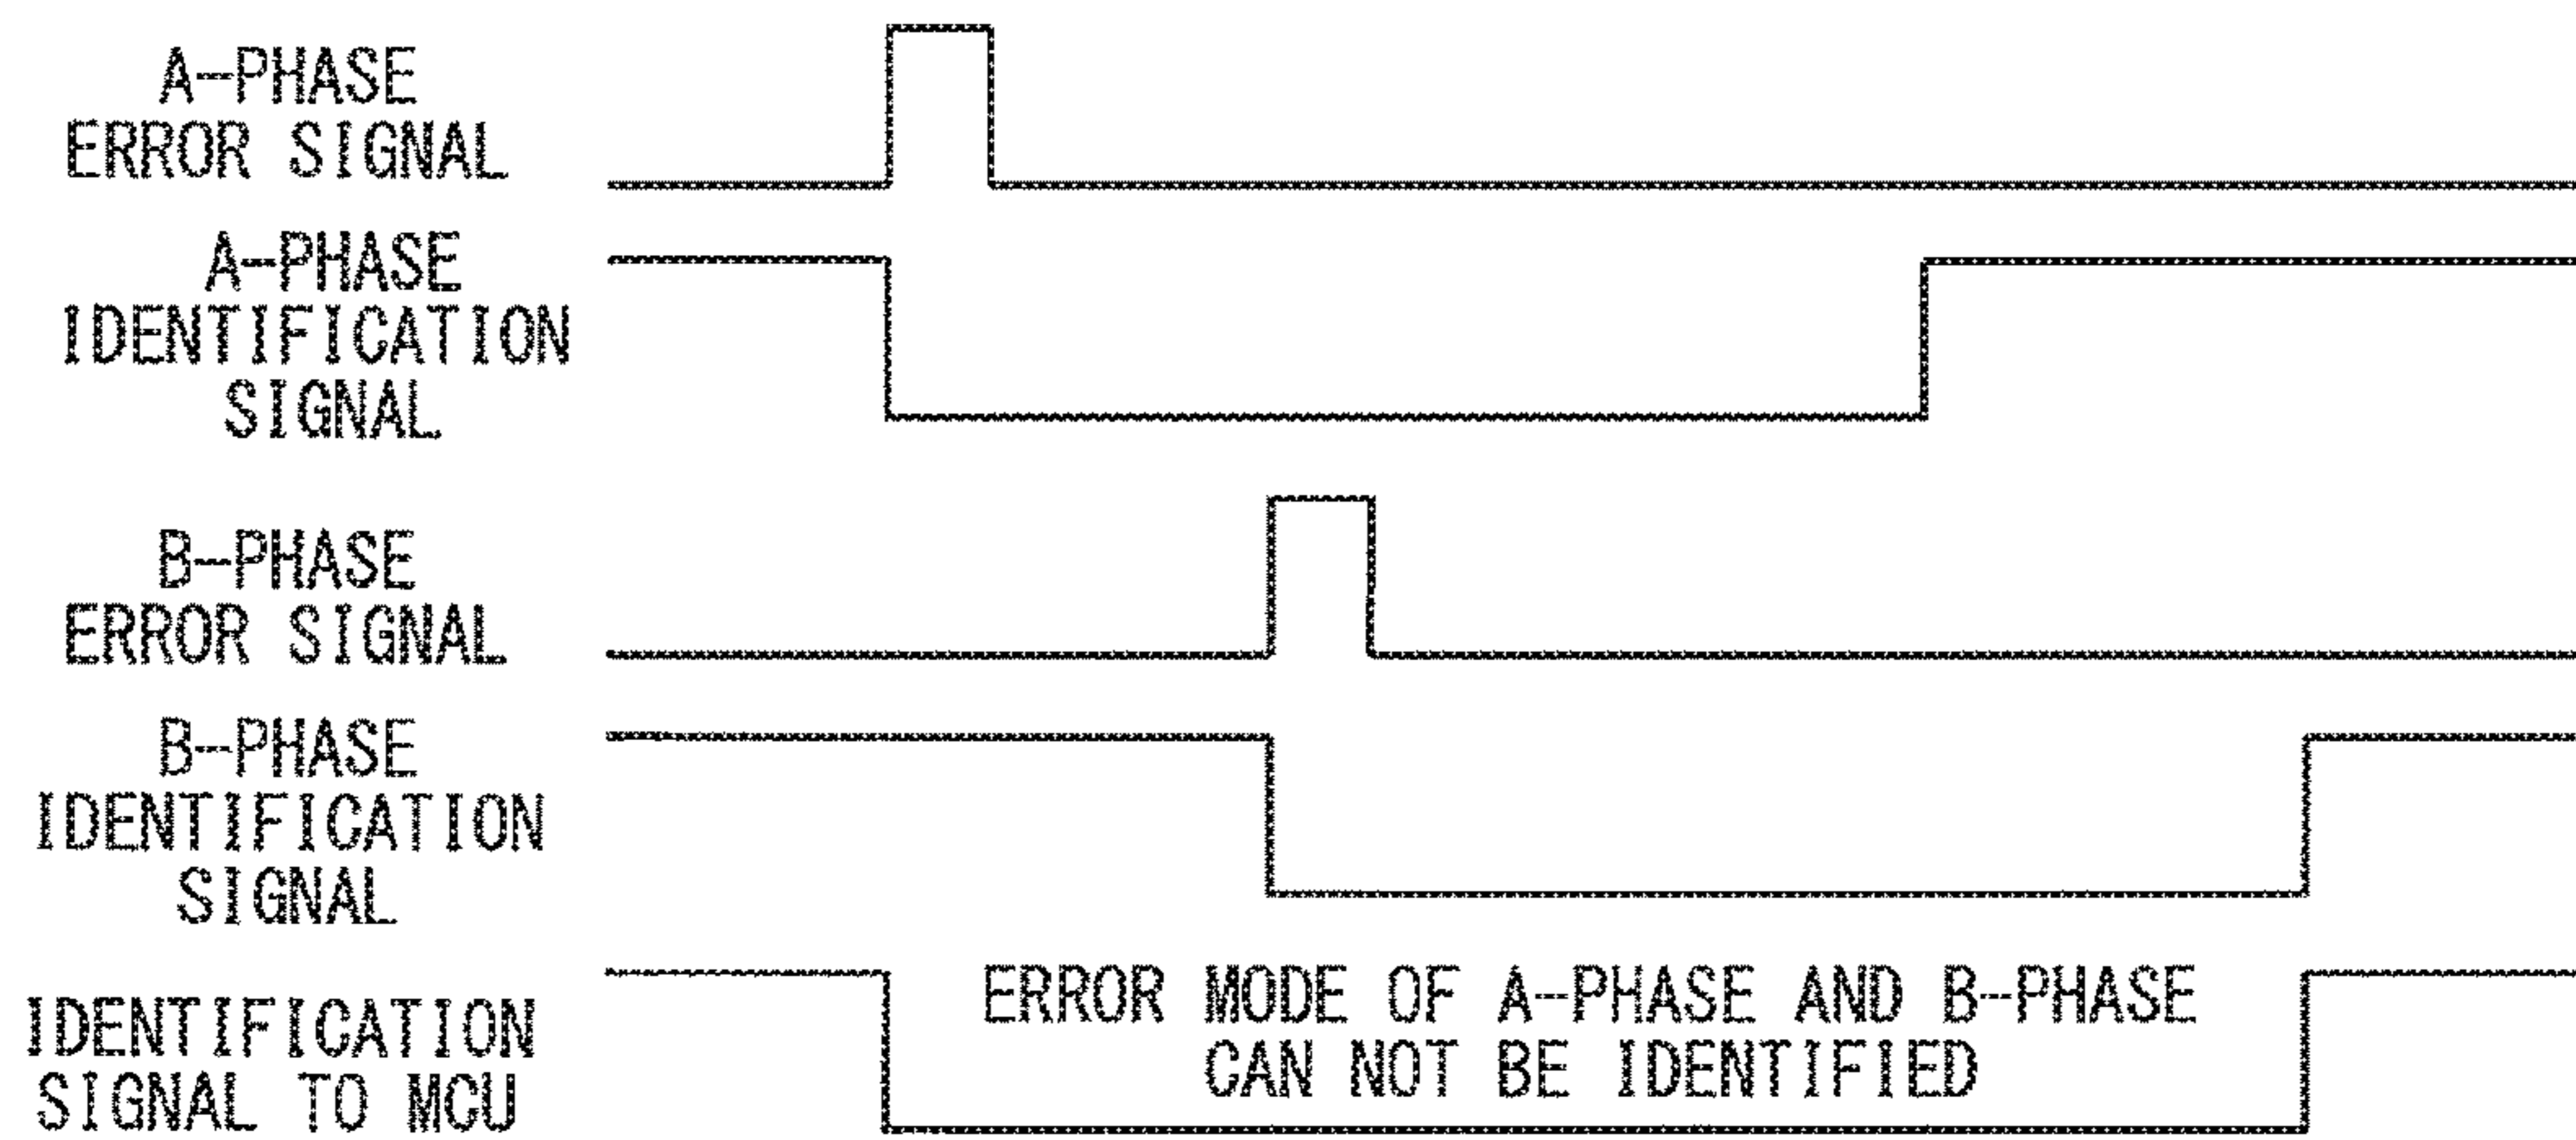 A-PHASE
ERROR SIGNAL
A-PHASE
IDENTIFICATION
SIGNAL
B-PHASE
ERROR SIGNAL
B-PHASE
IDENTIFICATION
SIGNAL
IDENTIFICATION
SIGNAL TO MCU
ERROR MODE OF A-PHASE AND B-PHASE
CAN NOT BE IDENTIFIED